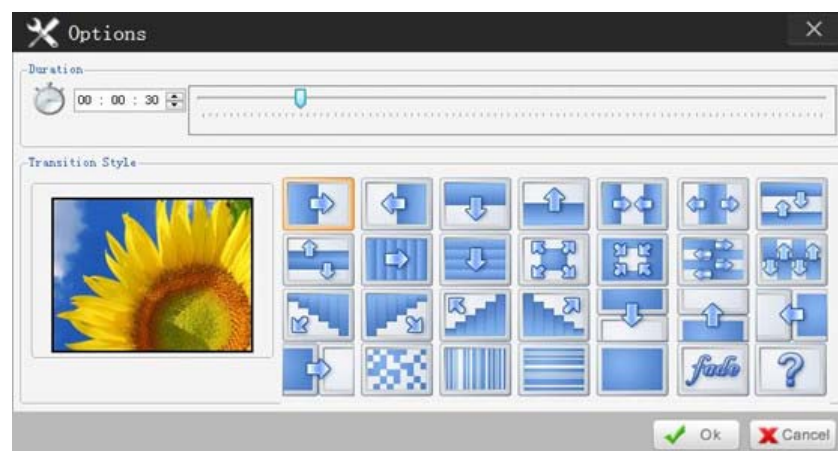 Options
Duration
00 : 00 : 30
Transition Style
fade
?
Ok
Cancel